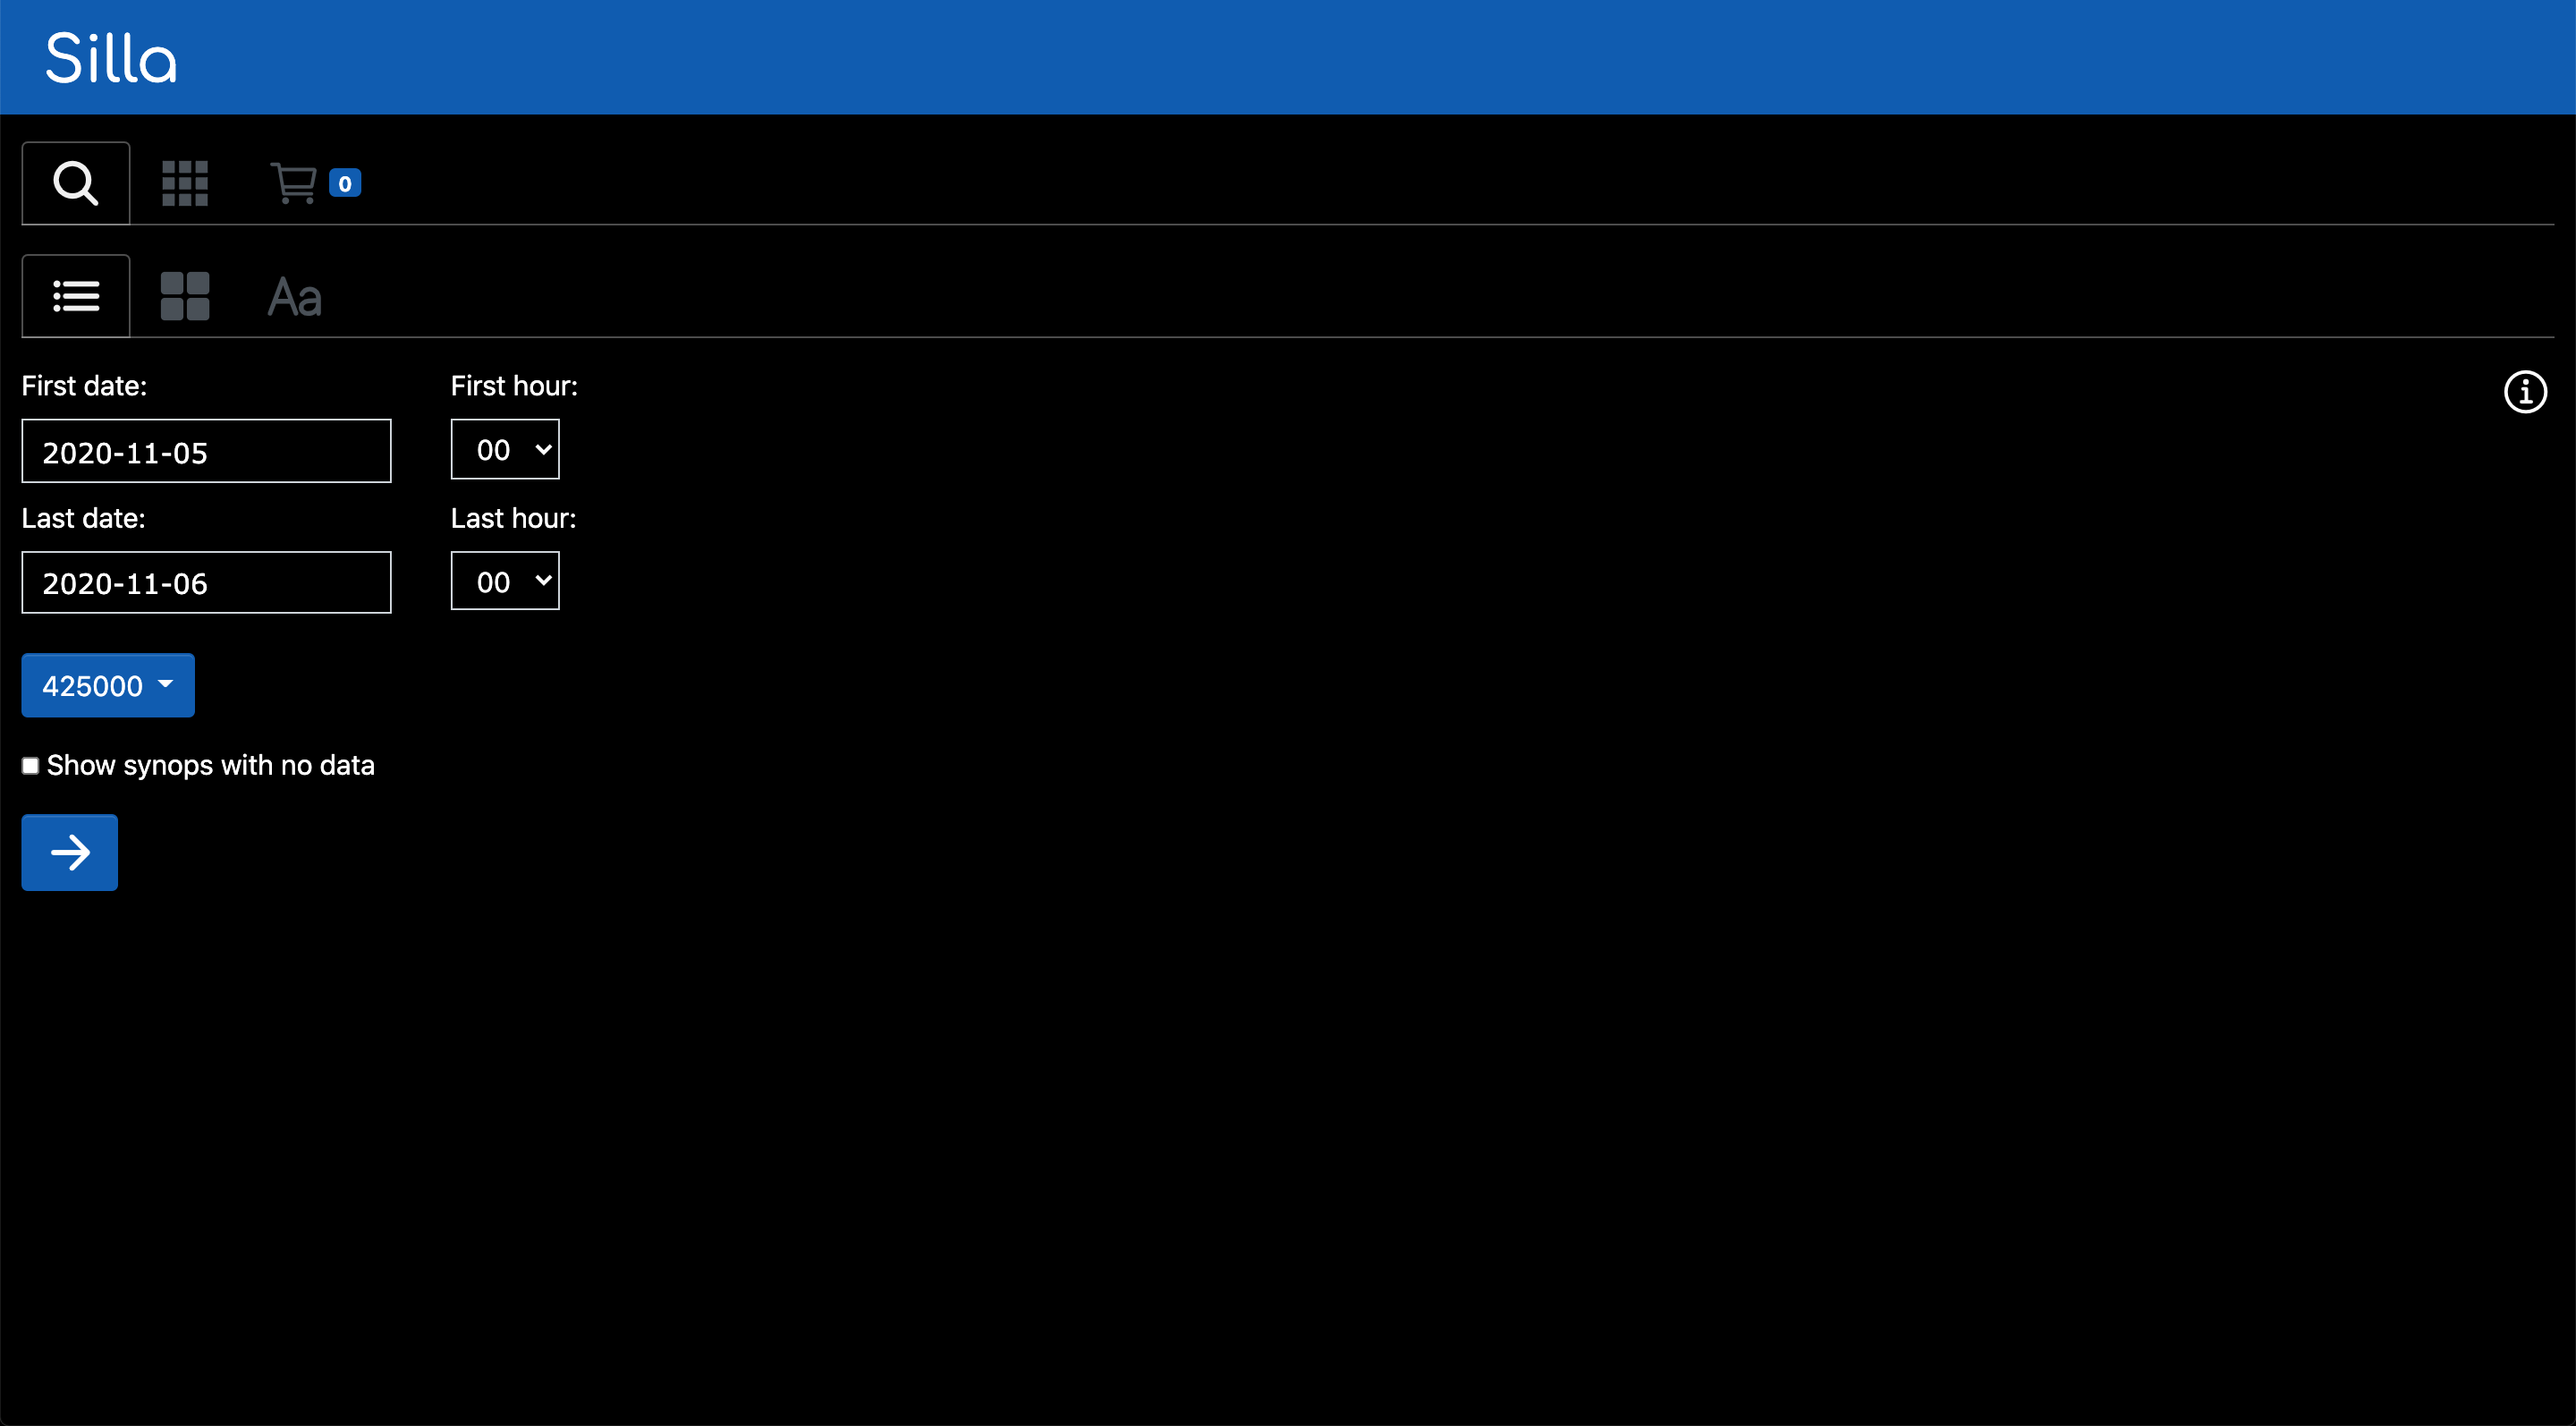 Silla
0
Aa
First date: First hour:
2020-11-05 00
Last date: Last hour:
2020-11-06 00
425000
Show synops with no data